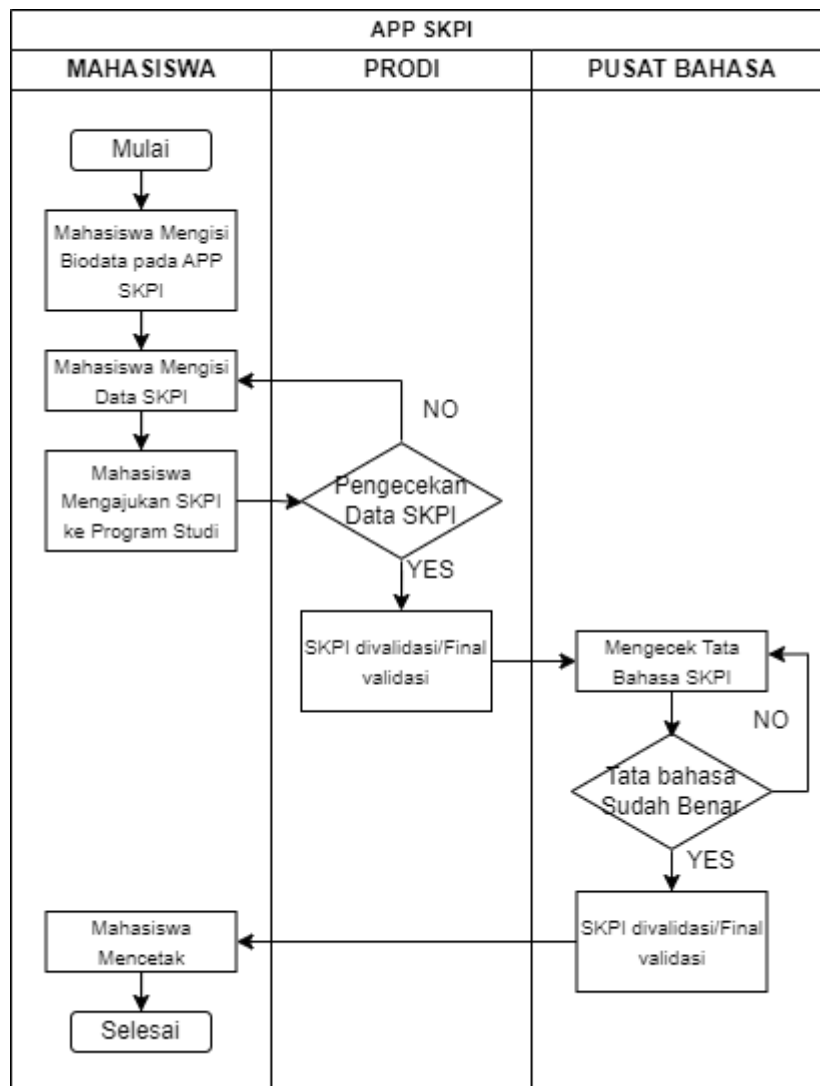 APP SKPI
MAHASISWA
PRODI
PUSAT BAHASA
Mulai
Mahasiswa Mengisi
Biodata pada APP
SKPI
Mahasiswa Mengisi
Data SKPI
NO
Mahasiswa
Mengajukan SKPI
ke Program Studi
Pengecekan
Data SKPI
YES
SKPI divalidasi/Final
validasi
Mengecek Tata
Bahasa SKPI
NO
Tata bahasa
Sudah Benar
YES
SKPI divalidasi/Final
validasi
Mahasiswa
Mencetak
Selesai